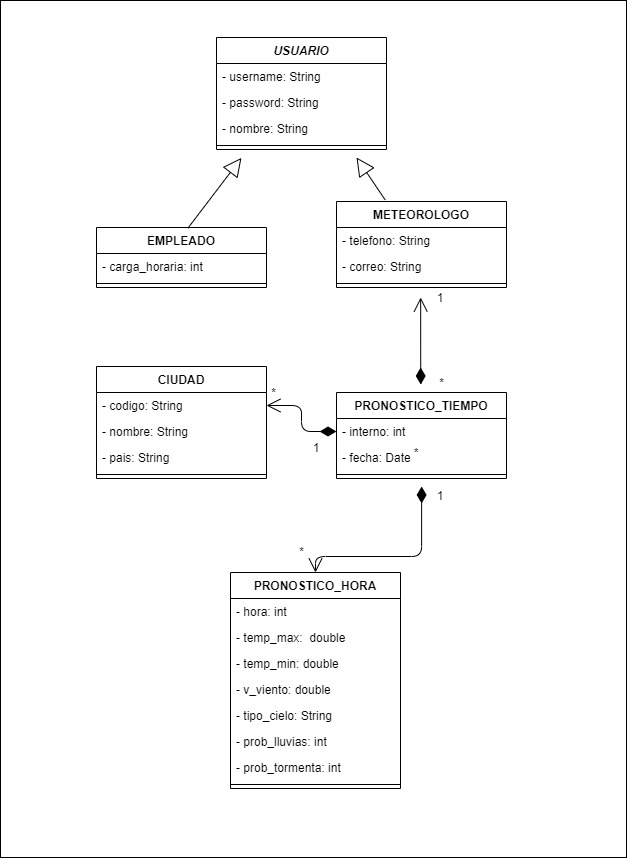 USUARIO
- username: String
- password: String
- nombre: String
METEOROLOGO
- telefono: String
- correo: String
EMPLEADO
- carga_horaria: int
1
*
CIUDAD
- codigo: String
- nombre: String
- pais: String
*
1
PRONOSTICO_TIEMPO
- interno: int
- fecha: Date *
1
*
PRONOSTICO_HORA
- hora: int
- temp_max: double
- temp_min: double
- v_viento: double
- tipo_cielo: String
- prob_lluvias: int
- prob_tormenta: int